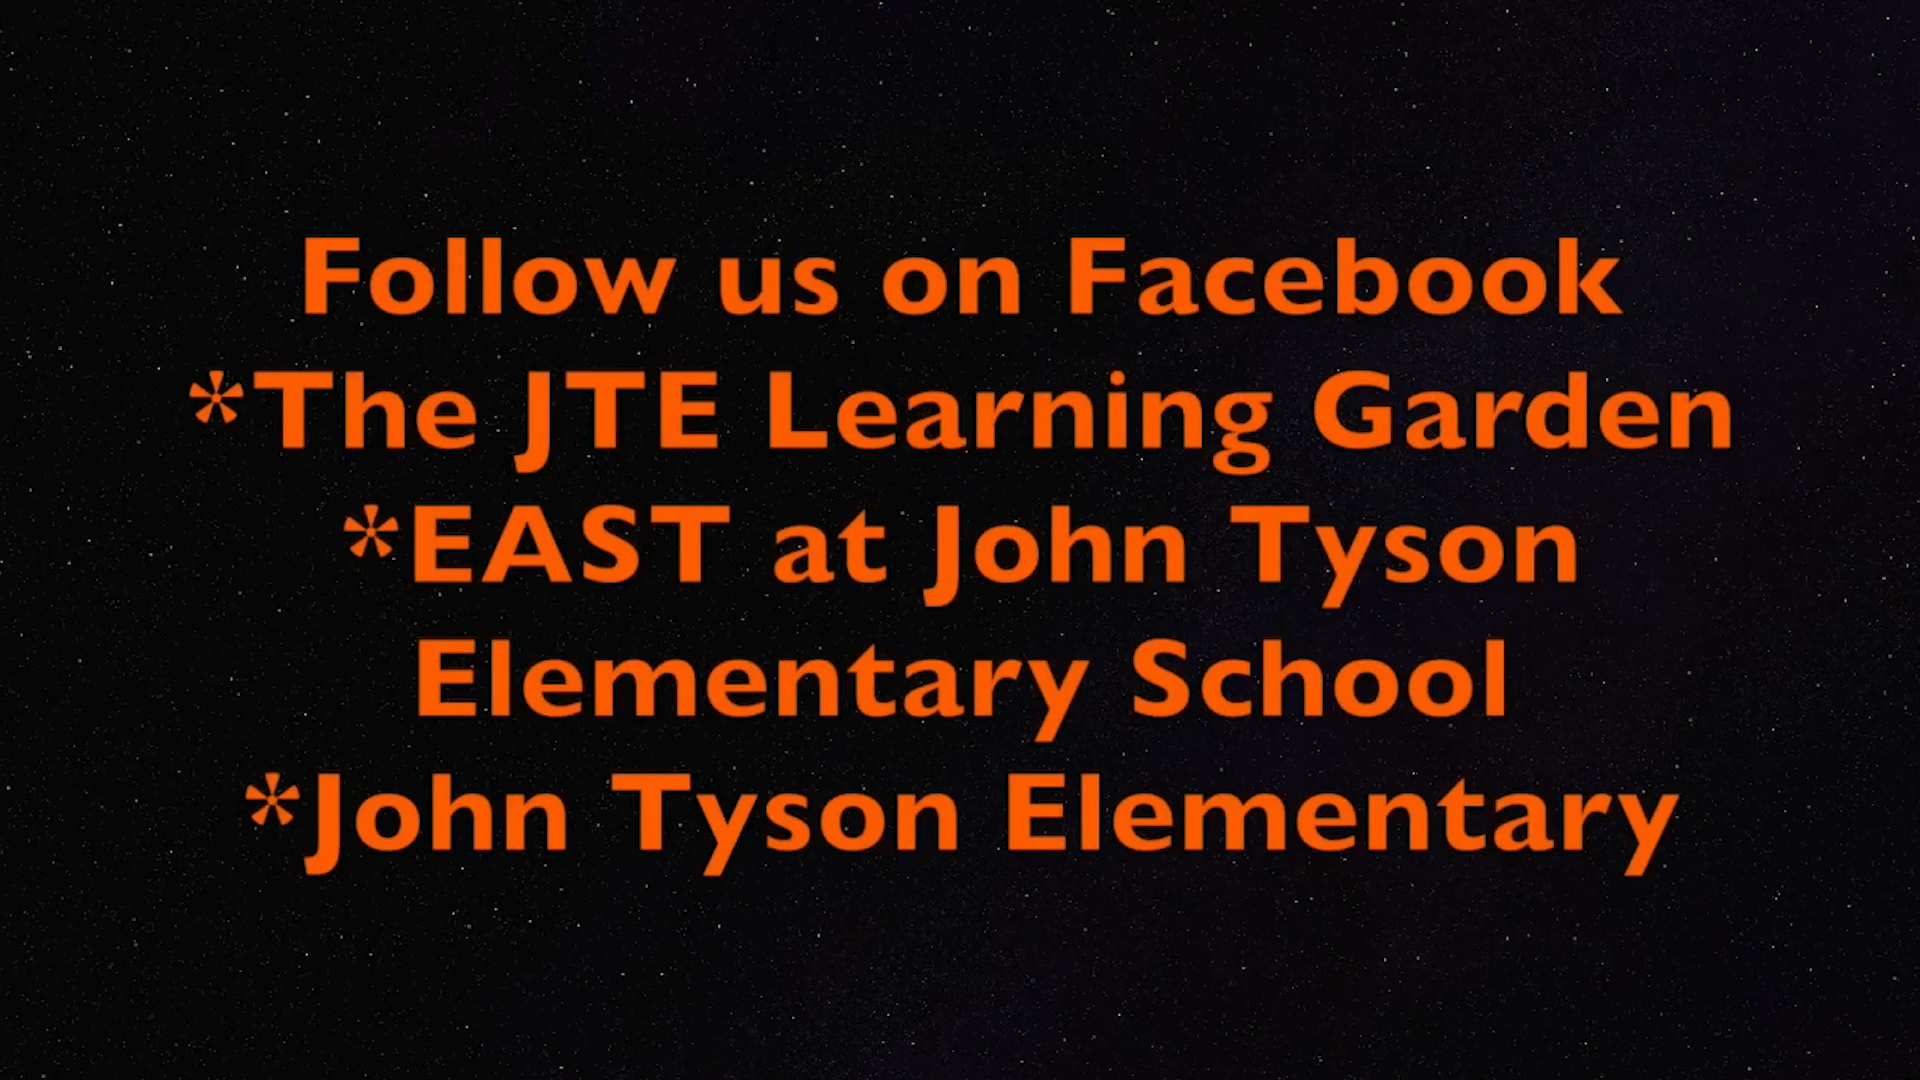 Follow us on Facebook
*The JTE Learning Garden
*EAST at John Tyson
Elementary School
*John Tyson Elementary